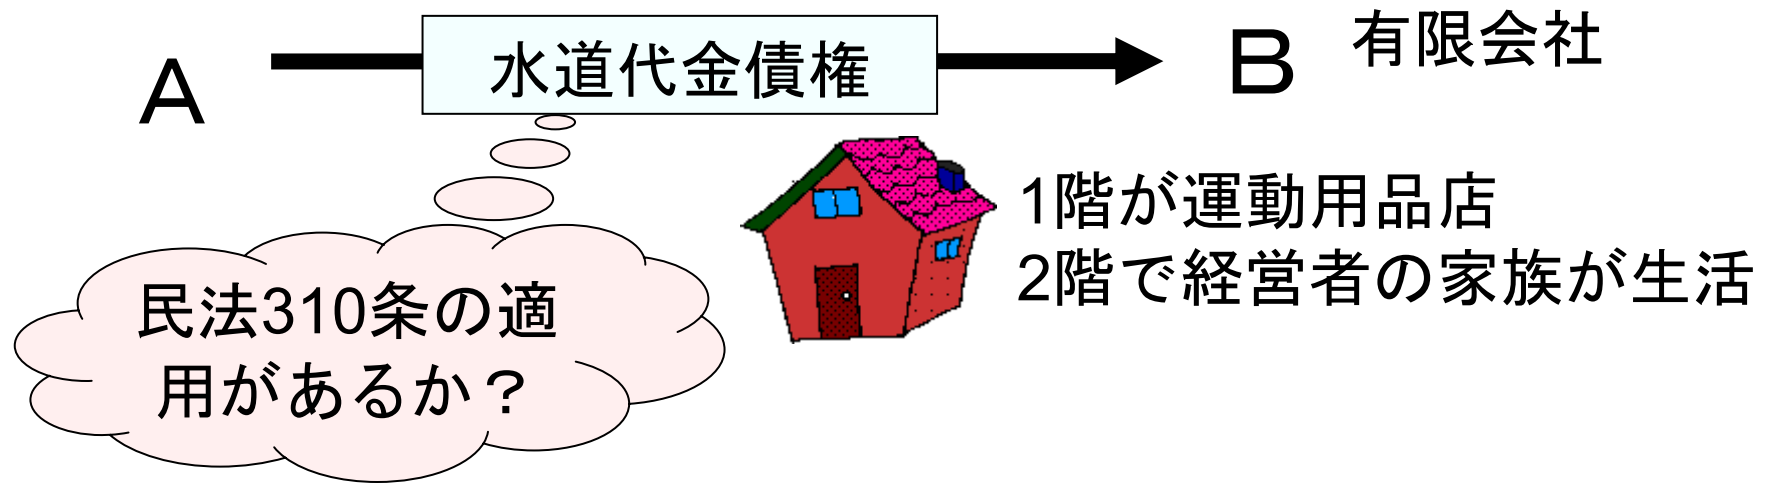 A
水道代金債権
B
有限会社
1階が運動用品店
2階で経営者の家族が生活
民法310条の適
用があるか？